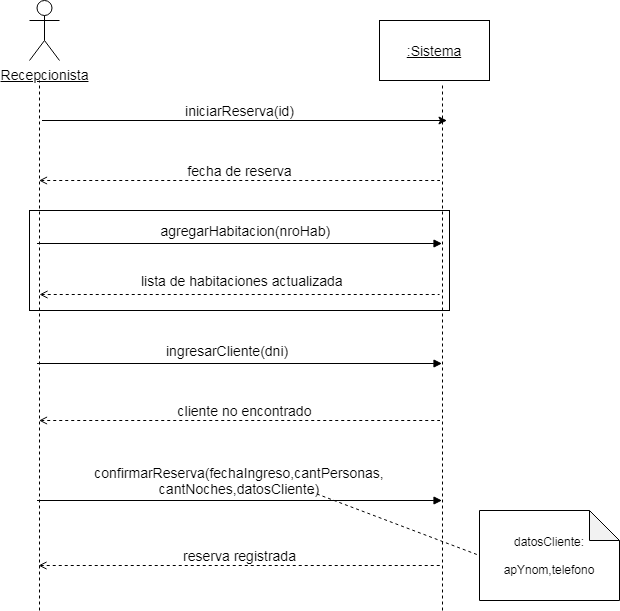 Recepcionista
:Sistema
iniciarReserva(id)
fecha de reserva
agregarHabitacion(nroHab)
lista de habitaciones actualizada
ingresarCliente(dni)
cliente no encontrado
confirmarReserva(fechaIngreso,cantPersonas,
cantNoches,datosCliente)
datosCliente:
apYnom,telefono
reserva registrada